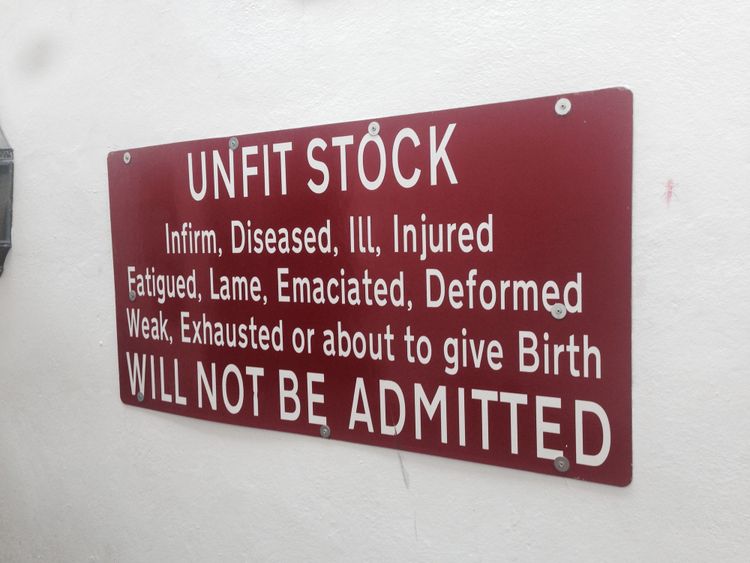 UNFIT STOCK
Infirm, Diseased, Ill, Injured
Fatigued, Lame, Emaciated, Deformed
Weak, Exhausted or about to give Birth
WILL NOT BE ADMITTED